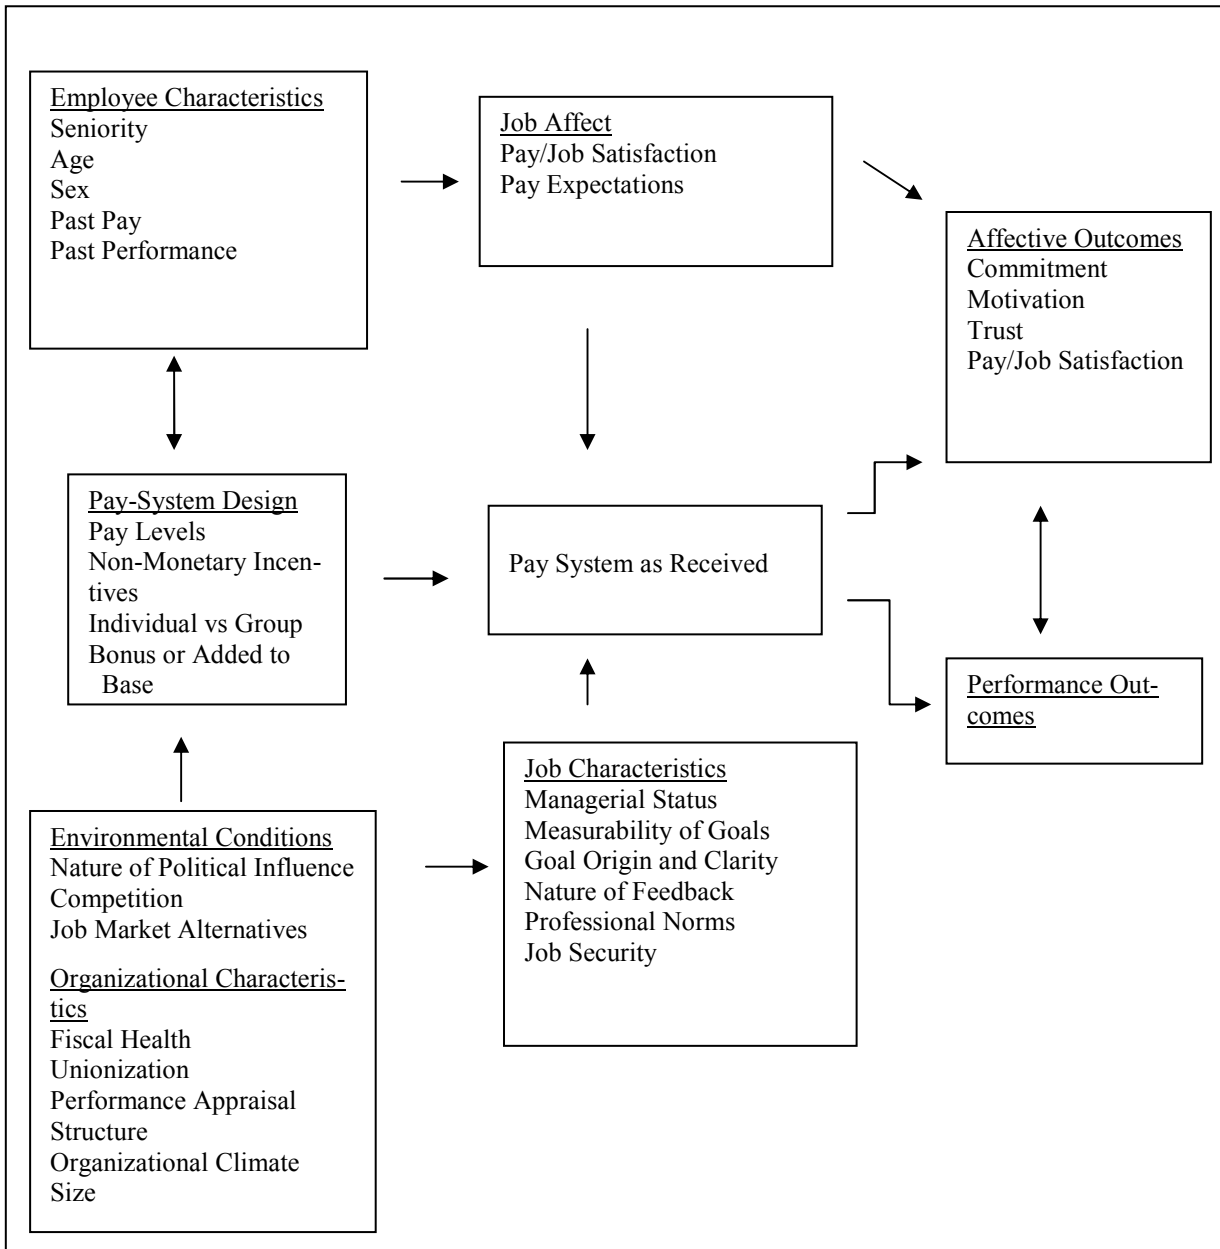 Employee Characteristics
Seniority
Age
Sex
Past Pay
Past Performance
Job Affect
Pay/Job Satisfaction
Pay Expectations
Affective Outcomes
Commitment
Motivation
Trust
Pay/Job Satisfaction
Pay-System Design
Pay Levels
Non-Monetary Incen-
tives
Individual vs Group
Bonus or Added to
Base
Pay System as Received
Performance Out-
comes
Environmental Conditions
Nature of Political Influence
Competition
Job Market Alternatives
Organizational Characteris-
tics
Fiscal Health
Unionization
Performance Appraisal
Structure
Organizational Climate
Size
Job Characteristics
Managerial Status
Measurability of Goals
Goal Origin and Clarity
Nature of Feedback
Professional Norms
Job Security